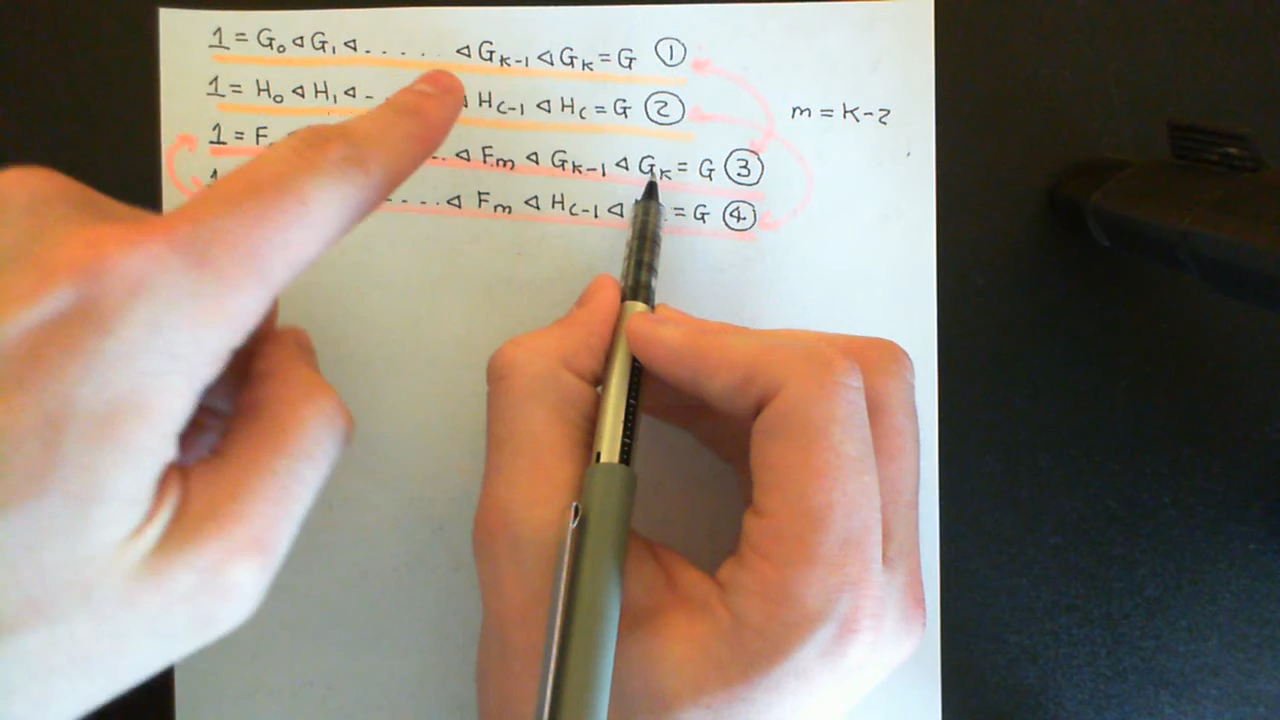 1 = G₀ ◁ G₁ ◁ . . . . . . ◁ G_{K-1} ◁ G_K = G ①
1 = H₀ ◁ H₁ ◁ - . H_{C-1} ◁ H_C = G ② m = K-2
1 = F . . ◁ F_m ◁ G_{K-1} ◁ G_K = G ③
. . . . ◁ F_m ◁ H_{C-1} ◁ = G ④